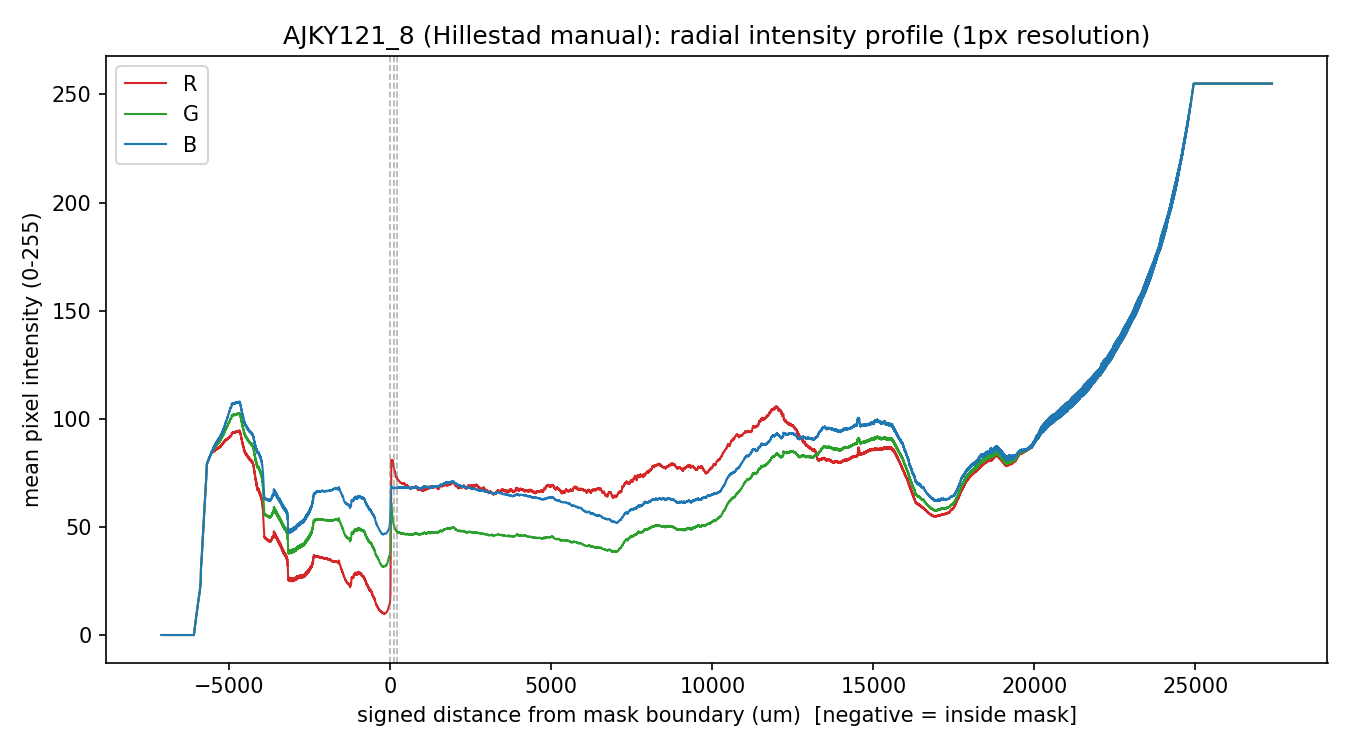 AJKY121_8 (Hillestad manual): radial intensity profile (1px resolution)
R
G
B
250
200
150
100
50
0
mean pixel intensity (0-255)
−5000 0 5000 10000 15000 20000 25000
signed distance from mask boundary (um) [negative = inside mask]